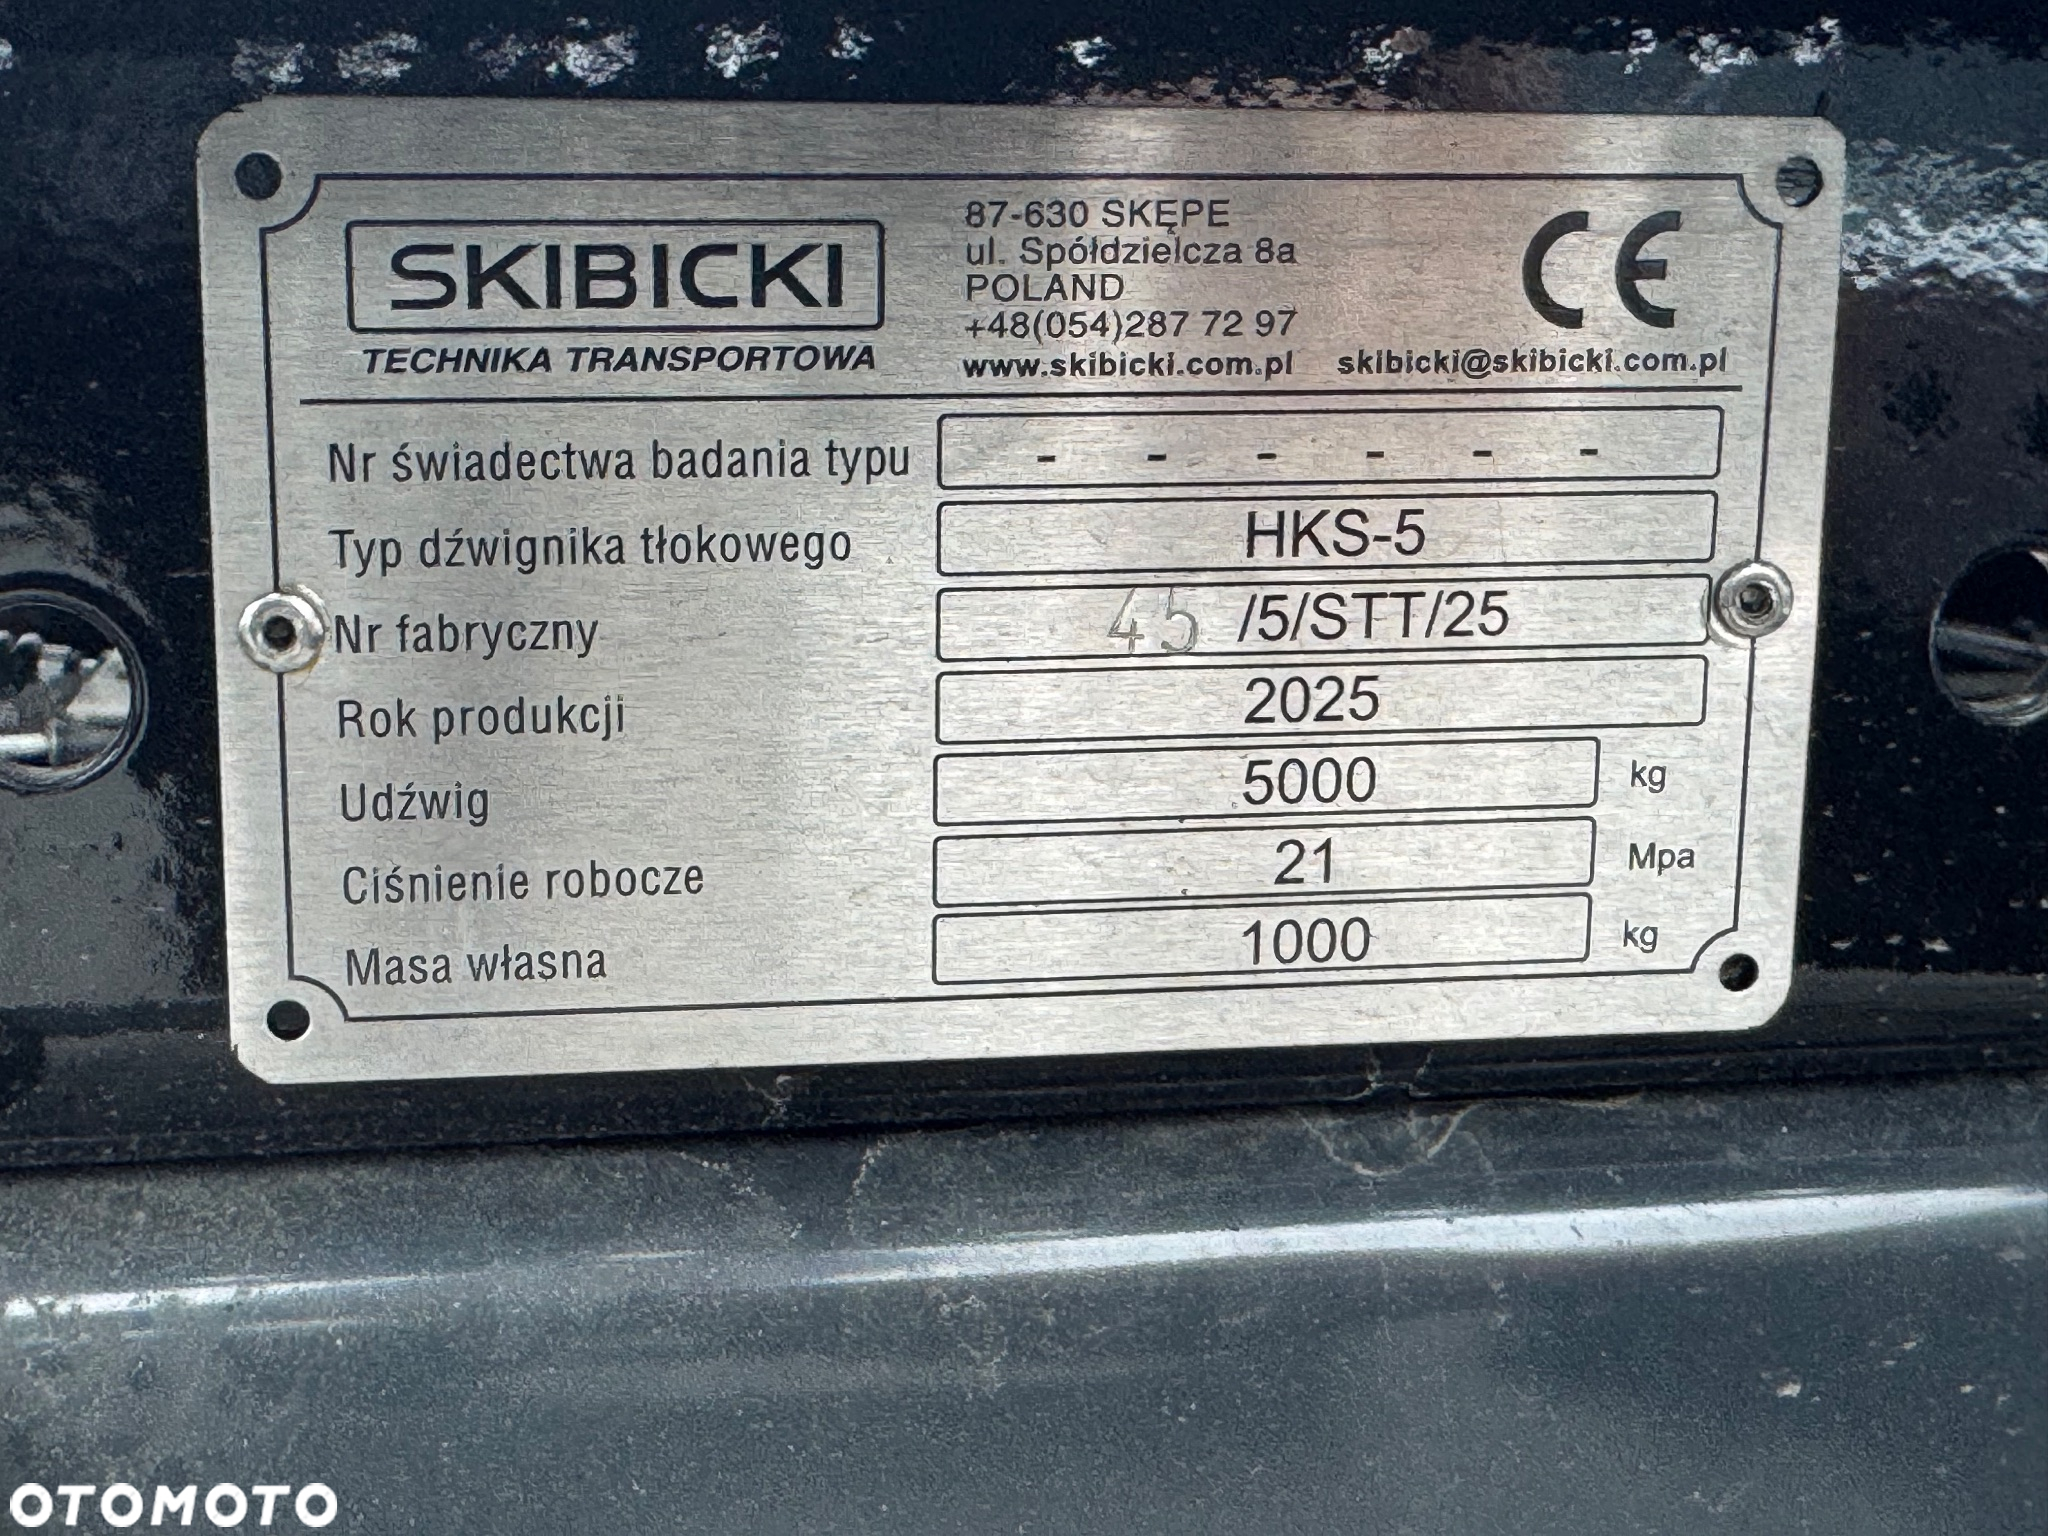 SKIBICKI
TECHNIKA TRANSPORTOWA
87-630 SKĘPE
ul. Spółdzielcza 8a
POLAND
+48(054)287 72 97
www.skibicki.com.pl skibicki@skibicki.com.pl
CE
Nr świadectwa badania typu - - - - - -
Typ dźwignika tłokowego HKS-5
Nr fabryczny 45 /5/STT/25
Rok produkcji 2025
Udźwig 5000 kg
Ciśnienie robocze 21 Mpa
Masa własna 1000 kg
OTOMOTO